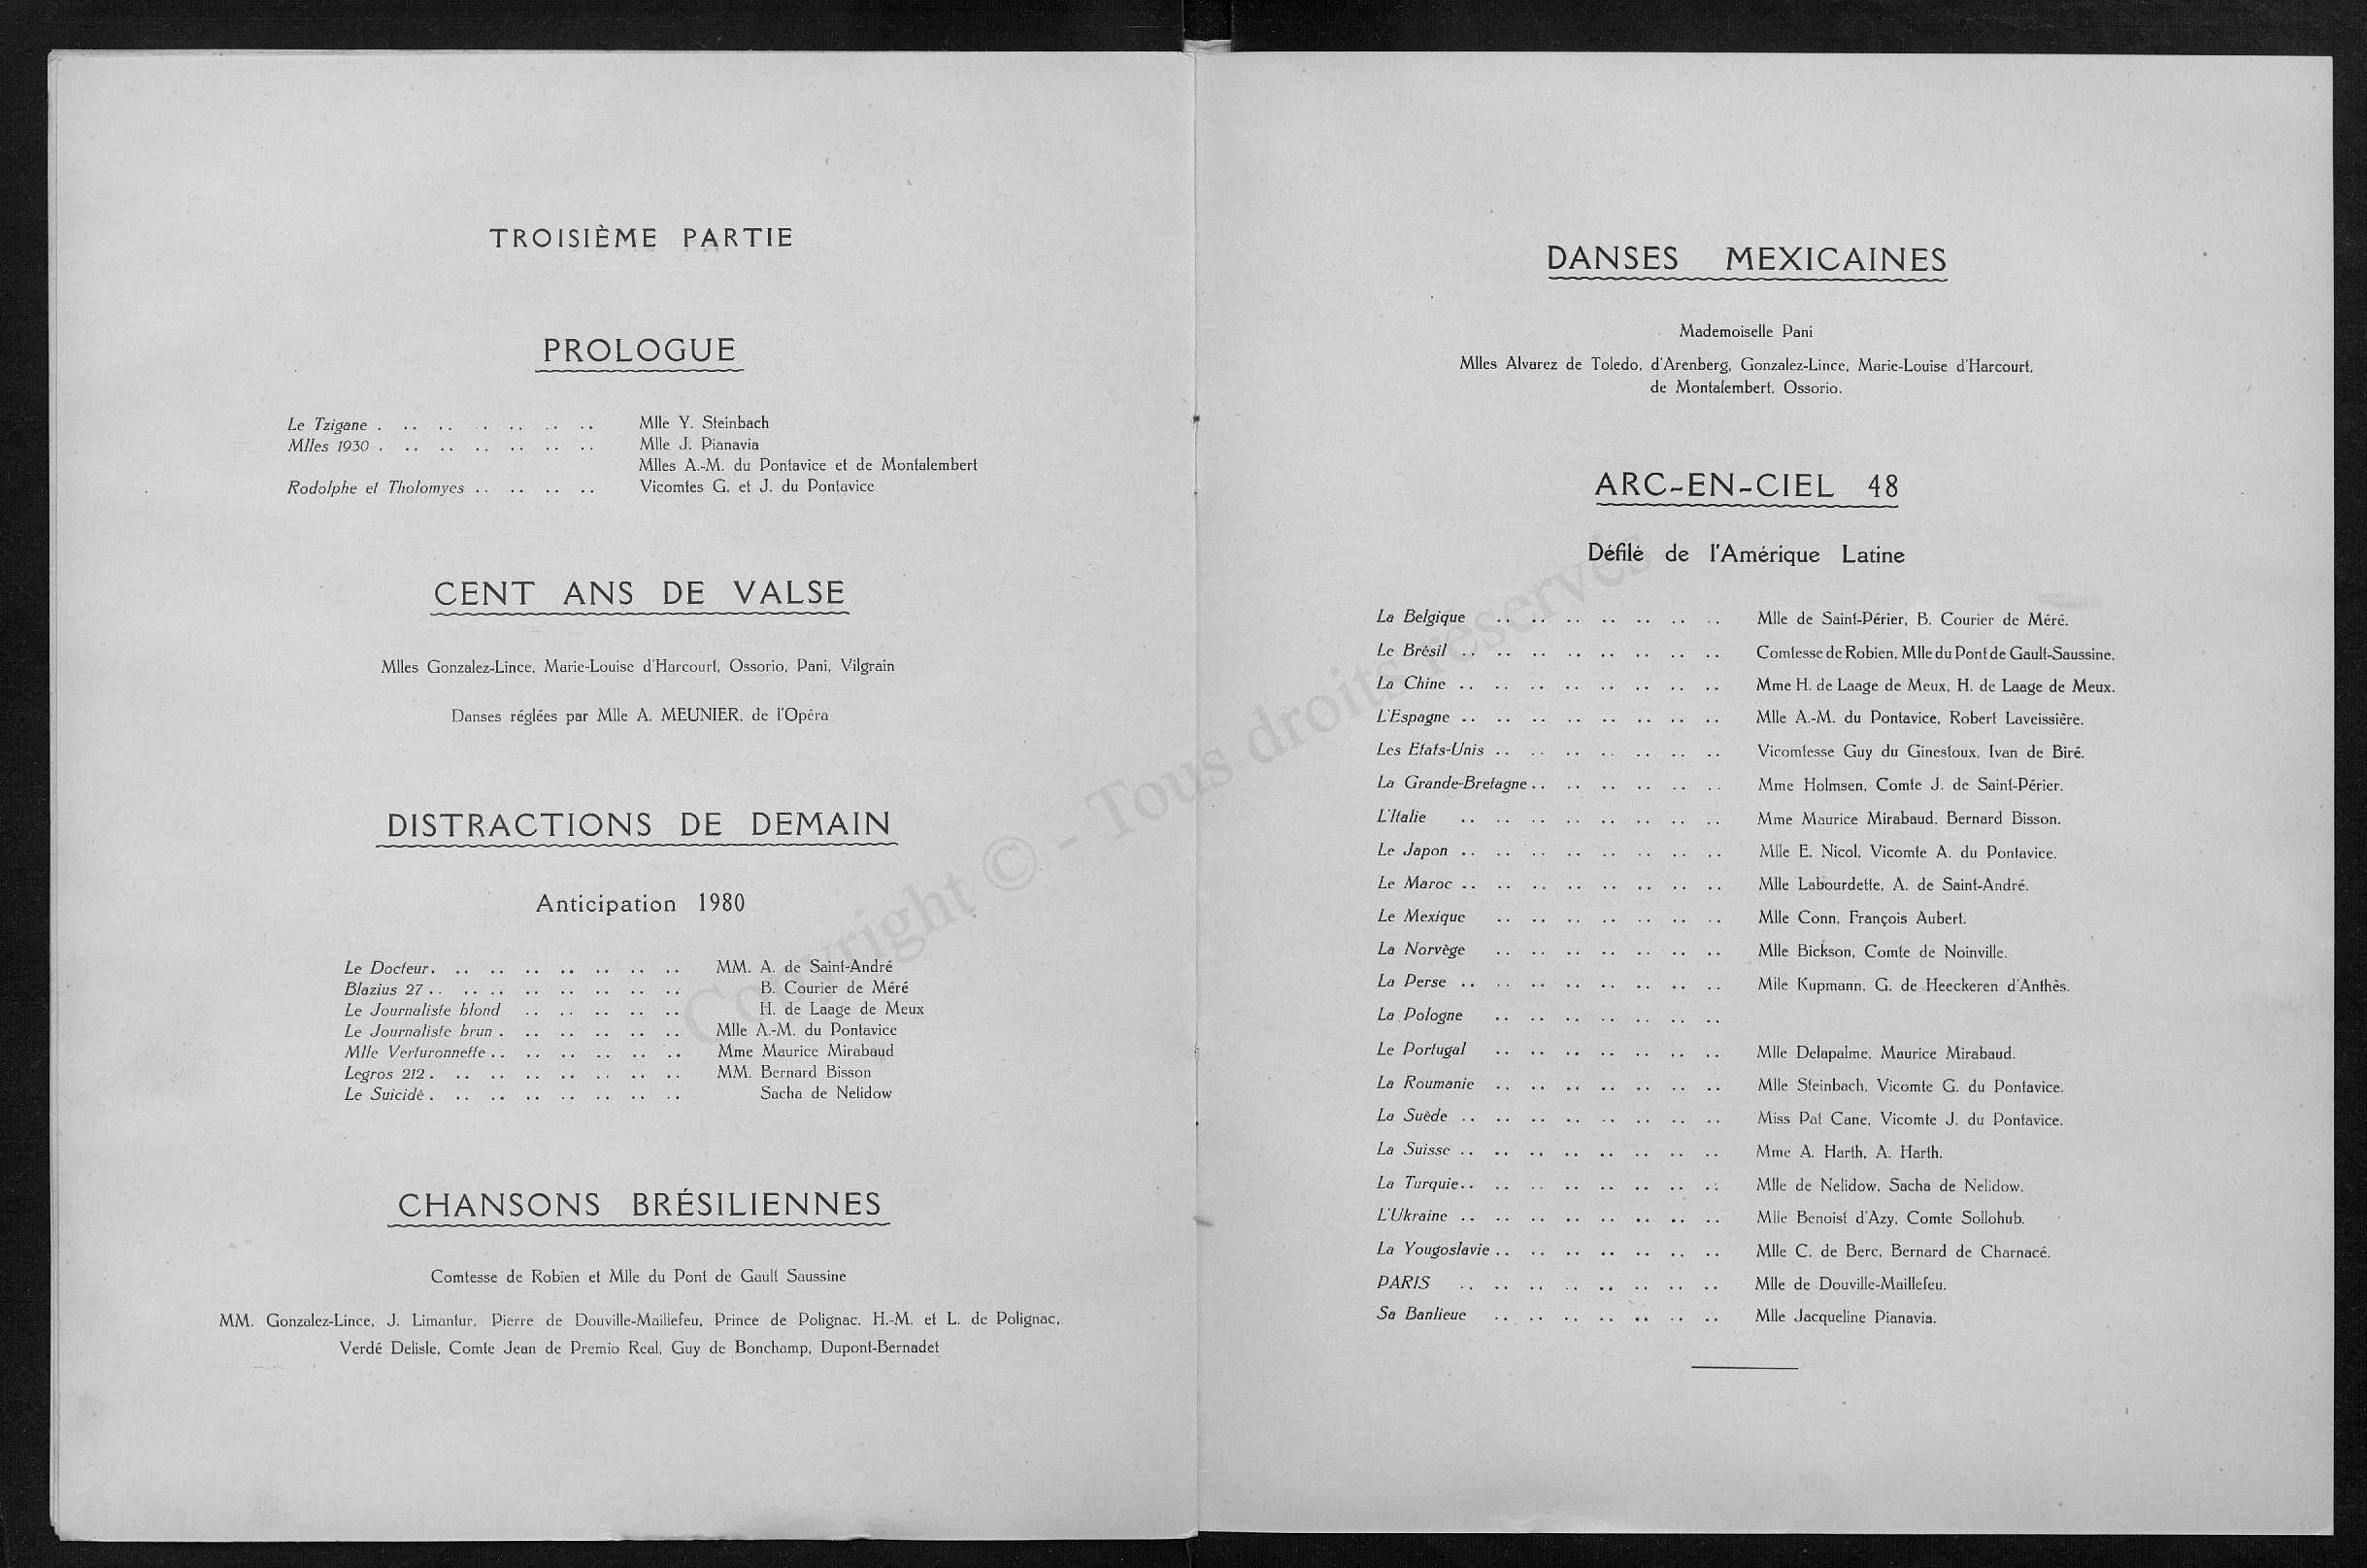 TROISIÈME PARTIE
PROLOGUE
Le Tzigane . .. .. .. .. .. .. Mlle Y. Steinbach
Mlles 1930 . .. .. .. .. .. .. Mlle J. Pianavia
Mlles A.-M. du Pontavice et de Montalembert
Rodolphe et Tholomyes .. .. .. .. Vicomtes G. et J. du Pontavice
CENT ANS DE VALSE
Mlles Gonzalez-Lince, Marie-Louise d'Harcourt, Ossorio, Pani, Vilgrain
Danses réglées par Mlle A. MEUNIER, de l'Opéra
DISTRACTIONS DE DEMAIN
Anticipation 1980
Le Docteur. .. .. .. .. .. .. .. MM. A. de Saint-André
Blazius 27 .. .. .. .. .. .. .. .. B. Courier de Méré
Le Journaliste blond .. .. .. .. .. H. de Laage de Meux
Le Journaliste brun . .. .. .. .. .. Mlle A.-M. du Pontavice
Mlle Verturonnette .. .. .. .. .. .. Mme Maurice Mirabaud
Legros 212 . .. .. .. .. .. .. .. MM. Bernard Bisson
Le Suicidé . .. .. .. .. .. .. .. Sacha de Nelidow
CHANSONS BRÉSILIENNES
Comtesse de Robien et Mlle du Pont de Gault Saussine
MM. Gonzalez-Lince, J. Limantur, Pierre de Douville-Maillefeu, Prince de Polignac, H.-M. et L. de Polignac,
Verdé Delisle, Comte Jean de Premio Real, Guy de Bonchamp, Dupont-Bernadet
DANSES MEXICAINES
Mademoiselle Pani
Mlles Alvarez de Toledo, d'Arenberg, Gonzalez-Lince, Marie-Louise d'Harcourt,
de Montalembert, Ossorio.
ARC-EN-CIEL 48
Défilé de l'Amérique Latine
La Belgique .. .. .. .. .. .. .. Mlle de Saint-Périer, B. Courier de Méré.
Le Brésil .. .. .. .. .. .. .. .. Comtesse de Robien, Mlle du Pont de Gault-Saussine.
La Chine .. .. .. .. .. .. .. .. Mme H. de Laage de Meux, H. de Laage de Meux.
L'Espagne .. .. .. .. .. .. .. .. Mlle A.-M. du Pontavice, Robert Laveissière.
Les Etats-Unis .. .. .. .. .. .. .. Vicomtesse Guy du Ginestoux, Ivan de Biré.
La Grande-Bretagne .. .. .. .. .. .. Mme Holmsen, Comte J. de Saint-Périer.
L'Italie .. .. .. .. .. .. .. .. Mme Maurice Mirabaud, Bernard Bisson.
Le Japon .. .. .. .. .. .. .. .. Mlle E. Nicol, Vicomte A. du Pontavice.
Le Maroc .. .. .. .. .. .. .. .. Mlle Labourdette, A. de Saint-André.
Le Mexique .. .. .. .. .. .. .. Mlle Conn, François Aubert.
La Norvège .. .. .. .. .. .. .. Mlle Bickson, Comte de Noinville.
La Perse .. .. .. .. .. .. .. .. Mlle Kupmann, G. de Heeckeren d'Anthès.
La Pologne .. .. .. .. .. .. ..
Le Portugal .. .. .. .. .. .. .. Mlle Delapalme, Maurice Mirabaud.
La Roumanie .. .. .. .. .. .. .. Mlle Steinbach, Vicomte G. du Pontavice.
La Suède .. .. .. .. .. .. .. .. Miss Pat Cane, Vicomte J. du Pontavice.
La Suisse .. .. .. .. .. .. .. .. Mme A. Harth, A. Harth.
La Turquie .. .. .. .. .. .. .. .. Mlle de Nelidow, Sacha de Nelidow.
L'Ukraine .. .. .. .. .. .. .. .. Mlle Benoist d'Azy, Comte Sollohub.
La Yougoslavie .. .. .. .. .. .. .. Mlle C. de Berc, Bernard de Charnacé.
PARIS .. .. .. .. .. .. .. .. Mlle de Douville-Maillefeu.
Sa Banlieue .. .. .. .. .. .. .. Mlle Jacqueline Pianavia.
Copyright © - Tous droits réservés